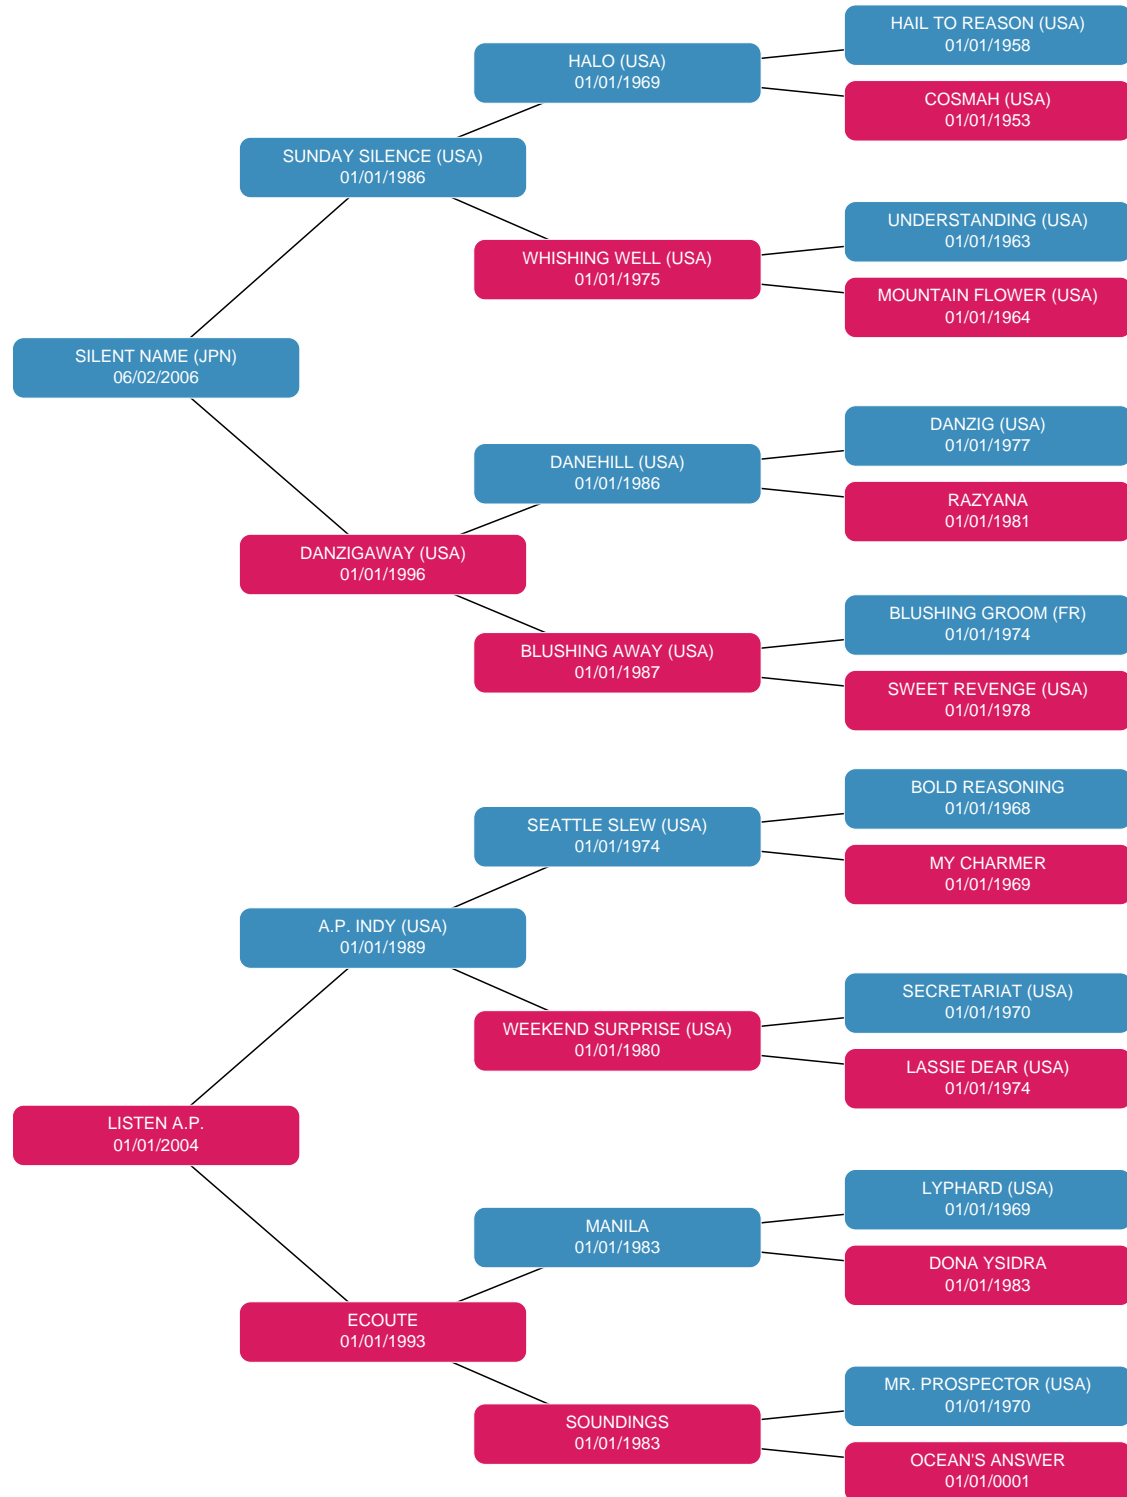 HAIL TO REASON (USA)
01/01/1958
HALO (USA)
01/01/1969
COSMAH (USA)
01/01/1953
SUNDAY SILENCE (USA)
01/01/1986
UNDERSTANDING (USA)
01/01/1963
WHISHING WELL (USA)
01/01/1975
MOUNTAIN FLOWER (USA)
01/01/1964
SILENT NAME (JPN)
06/02/2006
DANZIG (USA)
01/01/1977
DANEHILL (USA)
01/01/1986
RAZYANA
01/01/1981
DANZIGAWAY (USA)
01/01/1996
BLUSHING GROOM (FR)
01/01/1974
BLUSHING AWAY (USA)
01/01/1987
SWEET REVENGE (USA)
01/01/1978
BOLD REASONING
01/01/1968
SEATTLE SLEW (USA)
01/01/1974
MY CHARMER
01/01/1969
A.P. INDY (USA)
01/01/1989
SECRETARIAT (USA)
01/01/1970
WEEKEND SURPRISE (USA)
01/01/1980
LASSIE DEAR (USA)
01/01/1974
LISTEN A.P.
01/01/2004
LYPHARD (USA)
01/01/1969
MANILA
01/01/1983
DONA YSIDRA
01/01/1983
ECOUTE
01/01/1993
MR. PROSPECTOR (USA)
01/01/1970
SOUNDINGS
01/01/1983
OCEAN'S ANSWER
01/01/0001